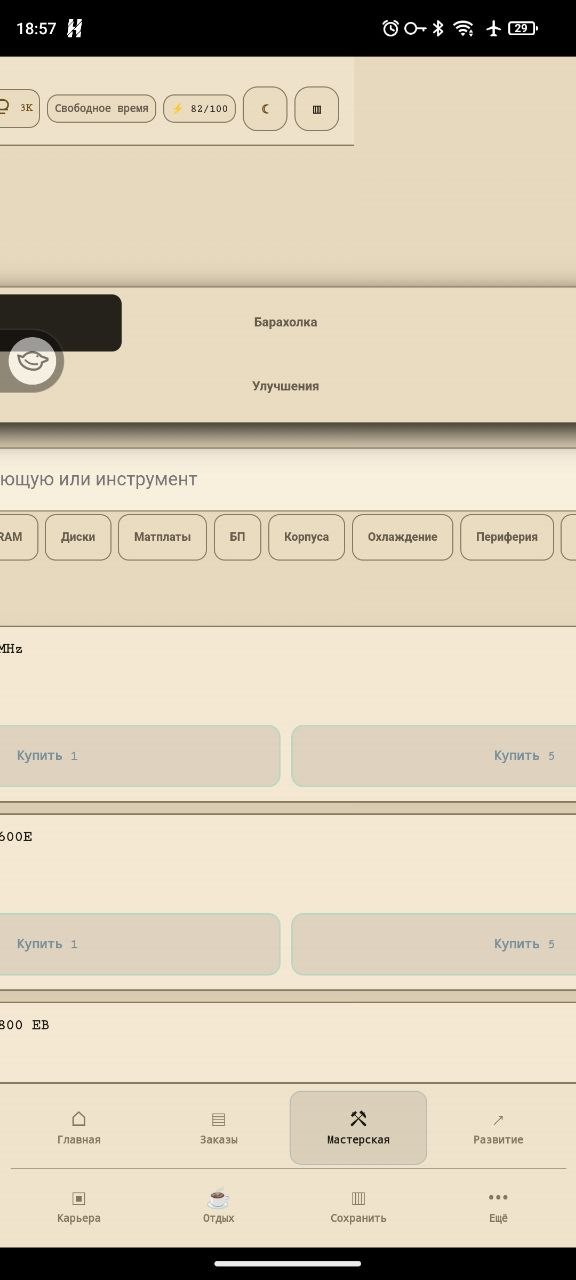 18:57 29
3K Свободное время ⚡ 82/100
Барахолка
Улучшения
ющую или инструмент
RAM Диски Матплаты БП Корпуса Охлаждение Периферия
MHz
Купить 1 Купить 5
600E
Купить 1 Купить 5
800 EB
Главная Заказы Мастерская Развитие
Карьера Отдых Сохранить Ещё